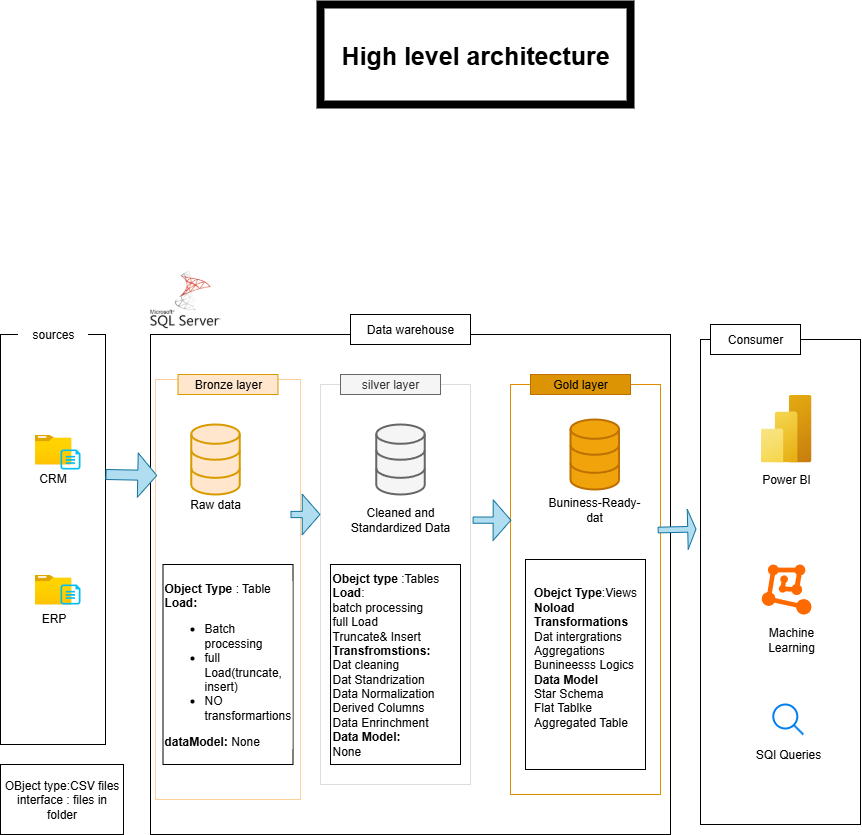 High level architecture
Microsoft
SQL Server
sources
CRM
ERP
OBject type:CSV files
interface : files in
folder
Data warehouse
Bronze layer
Raw data
Obejct Type : Table
Load:
Batch
processing
full
Load(truncate,
insert)
NO
transformartions
dataModel: None
silver layer
Cleaned and
Standardized Data
Obejct type :Tables
Load:
batch processing
full Load
Truncate& Insert
Transfromstions:
Dat cleaning
Dat Standrization
Data Normalization
Derived Columns
Data Enrinchment
Data Model:
None
Gold layer
Buniness-Ready-
dat
Obejct Type:Views
Noload
Transformations
Dat intergrations
Aggregations
Bunineesss Logics
Data Model
Star Schema
Flat Tablke
Aggregated Table
Consumer
Power BI
Machine
Learning
SQl Queries